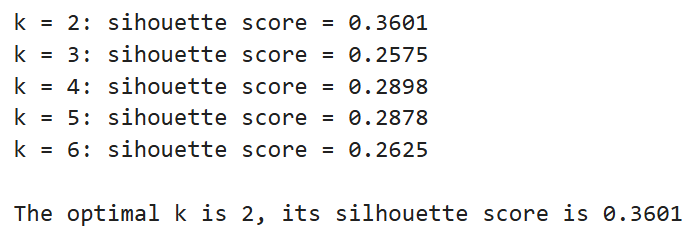 k = 2: sihouette score = 0.3601
k = 3: sihouette score = 0.2575
k = 4: sihouette score = 0.2898
k = 5: sihouette score = 0.2878
k = 6: sihouette score = 0.2625
The optimal k is 2, its silhouette score is 0.3601